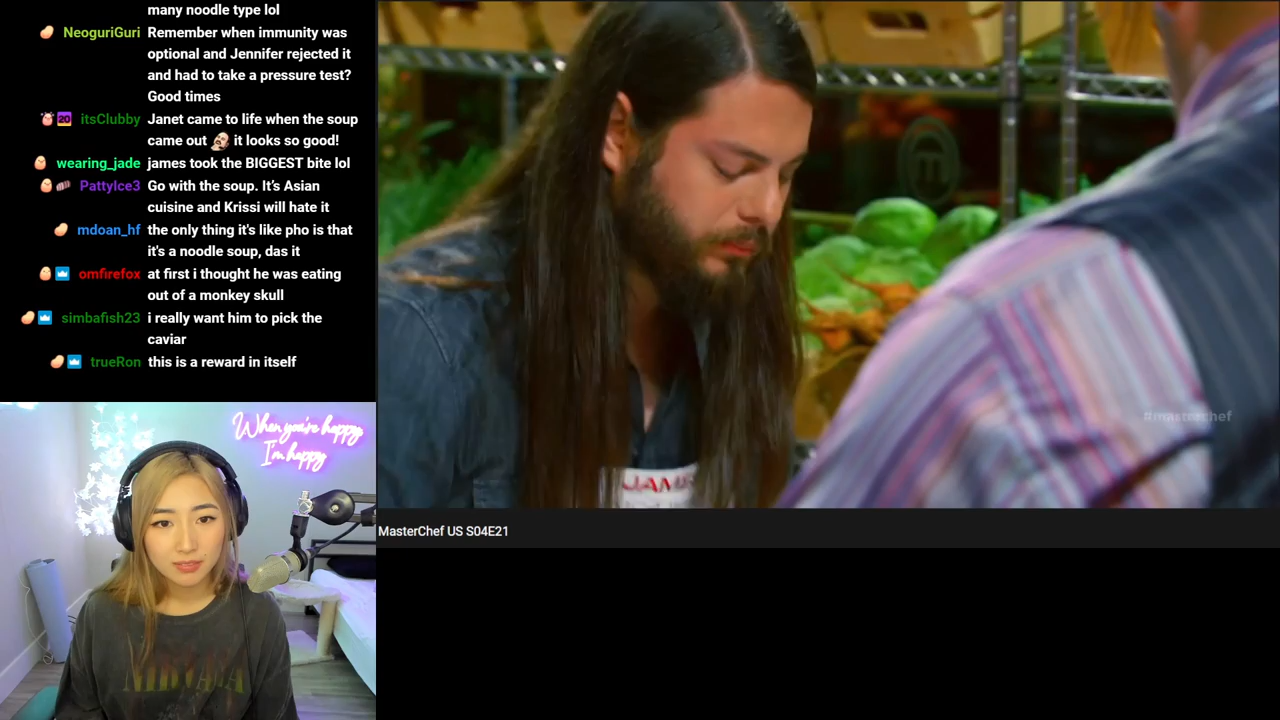 many noodle type lol
NeoguriGuri Remember when immunity was
optional and Jennifer rejected it
and had to take a pressure test?
Good times
20 itsClubby Janet came to life when the soup
came out it looks so good!
wearing_jade james took the BIGGEST bite lol
PattyIce3 Go with the soup. It’s Asian
cuisine and Krissi will hate it
mdoan_hf the only thing it's like pho is that
it's a noodle soup, das it
omfirefox at first i thought he was eating
out of a monkey skull
simbafish23 i really want him to pick the
caviar
trueRon this is a reward in itself
When you're happy
I'm happy
NIRVANA
JAMES
#masterchef
MasterChef US S04E21